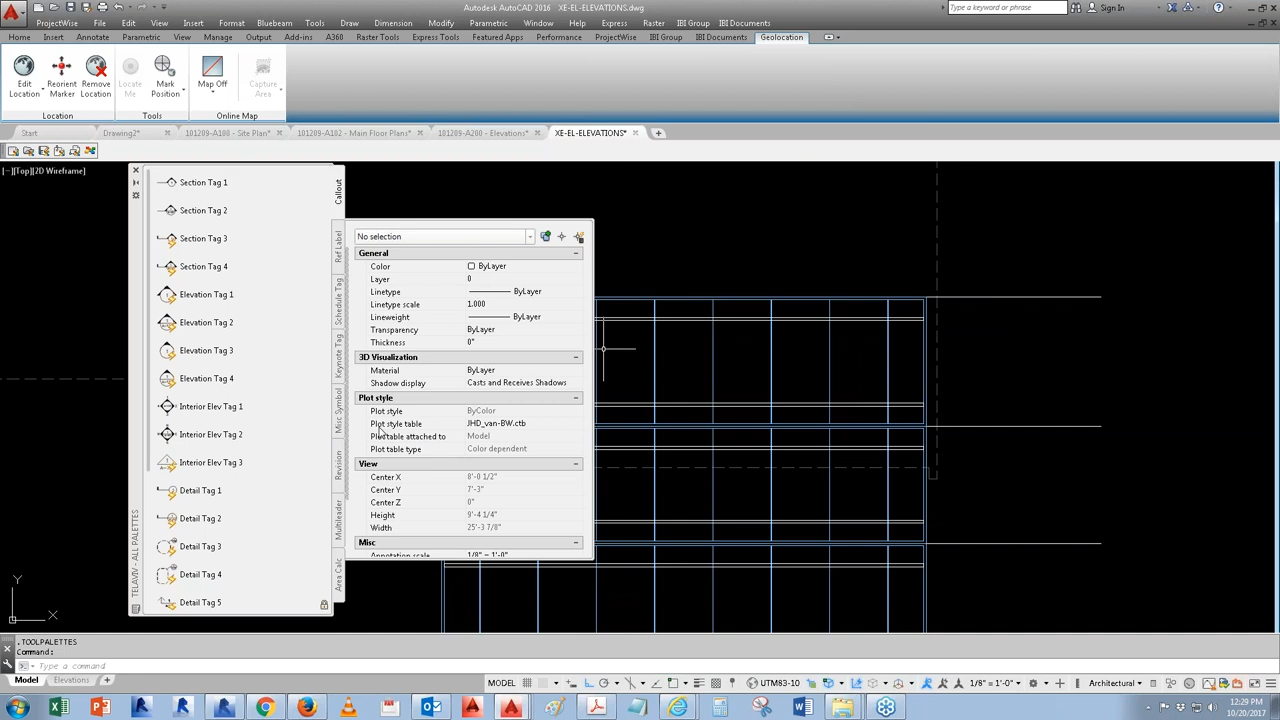 Autodesk AutoCAD 2016 XE-EL-ELEVATIONS.dwg
Type a keyword or phrase
Sign In
ProjectWise File Edit View Insert Format Bluebeam Tools Draw Dimension Modify Parametric Window Help Express Raster IBI Group IBI Documents
Home Insert Annotate Parametric View Manage Output Add-ins A360 Raster Tools Express Tools Featured Apps Performance ProjectWise IBI Group IBI Documents Geolocation
Edit Location
Reorient Marker
Remove Location
Locate Me
Mark Position
Map Off
Capture Area
Location Tools Online Map
Start Drawing2* 101209-A100 - Site Plan* 101209-A102 - Main Floor Plans* 101209-A200 - Elevations* XE-EL-ELEVATIONS*
[−][Top][2D Wireframe]
Section Tag 1
Section Tag 2
Section Tag 3
Section Tag 4
Elevation Tag 1
Elevation Tag 2
Elevation Tag 3
Elevation Tag 4
Interior Elev Tag 1
Interior Elev Tag 2
Interior Elev Tag 3
Detail Tag 1
Detail Tag 2
Detail Tag 3
Detail Tag 4
Detail Tag 5
TELAVIV - ALL PALETTES
Callout
Ref Label
Schedule Tag
Keynote Tag
Misc Symbol
Revision
Multileader
Area Calc
No selection
General
Color ByLayer
Layer 0
Linetype ByLayer
Linetype scale 1.000
Lineweight ByLayer
Transparency ByLayer
Thickness 0"
3D Visualization
Material ByLayer
Shadow display Casts and Receives Shadows
Plot style
Plot style ByColor
Plot style table JHD_van-BW.ctb
Plot table attached to Model
Plot table type Color dependent
View
Center X 8'-0 1/2"
Center Y 7'-3"
Center Z 0"
Height 9'-4 1/4"
Width 25'-3 7/8"
Misc
Annotation scale 1/8" = 1'-0"
Y
X
.TOOLPALETTES
Command:
Type a command
Model Elevations
MODEL UTM83-10 1/8" = 1'-0" Architectural
12:29 PM
10/20/2017